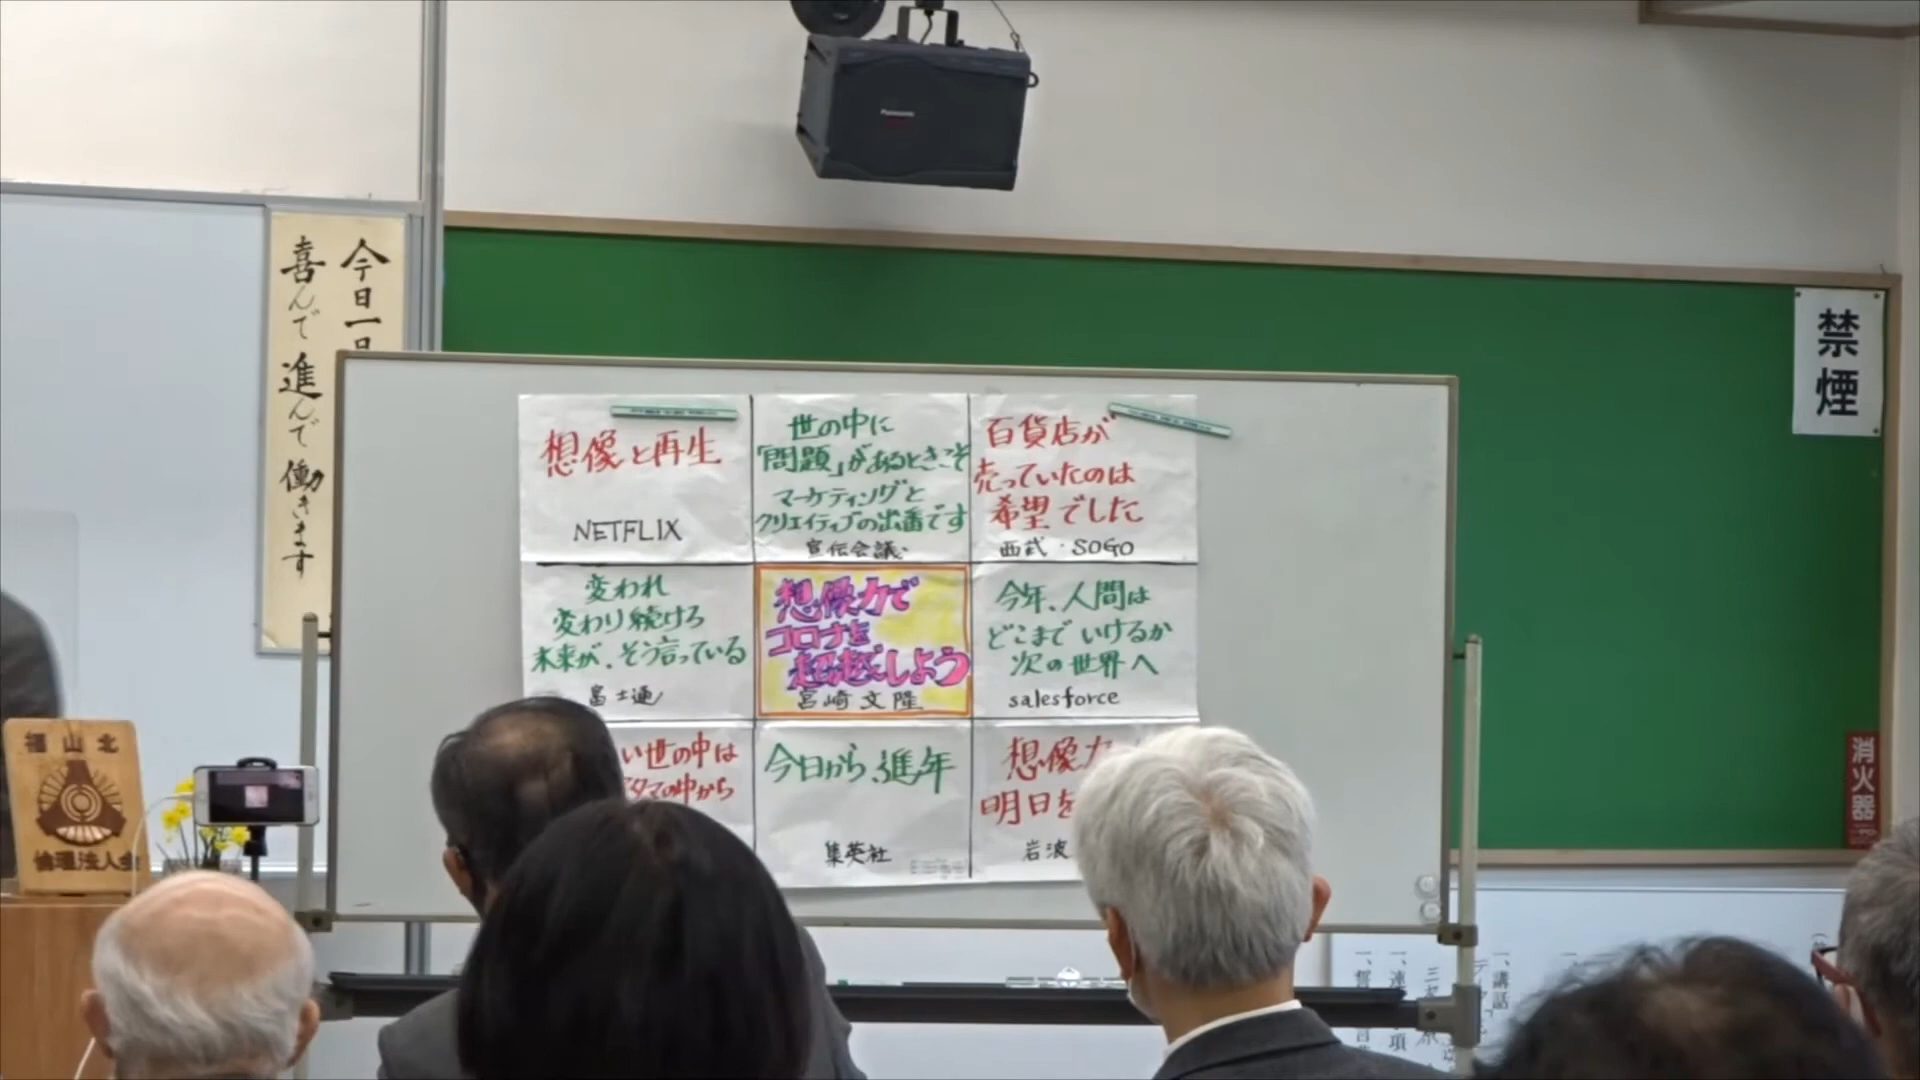 Panasonic
今日一日
喜んで進んで働きます
禁煙
想像と再生
NETFLIX
世の中に
「問題」があるときこそ
マーケティングと
クリエイティブの出番です
宣伝会議
百貨店が
売っていたのは
希望でした
西武・SOGO
変われ
変わり続けろ
未来が、そう言っている
富士通
想像力で
コロナを
超越しよう
宮崎文隆
今年、人間は
どこまでいけるか
次の世界へ
salesforce
い世の中は
タマの中から
今日から、進年
集英社
想像力
明日を
岩波
福山北
倫理法人会
消火器
一、講話